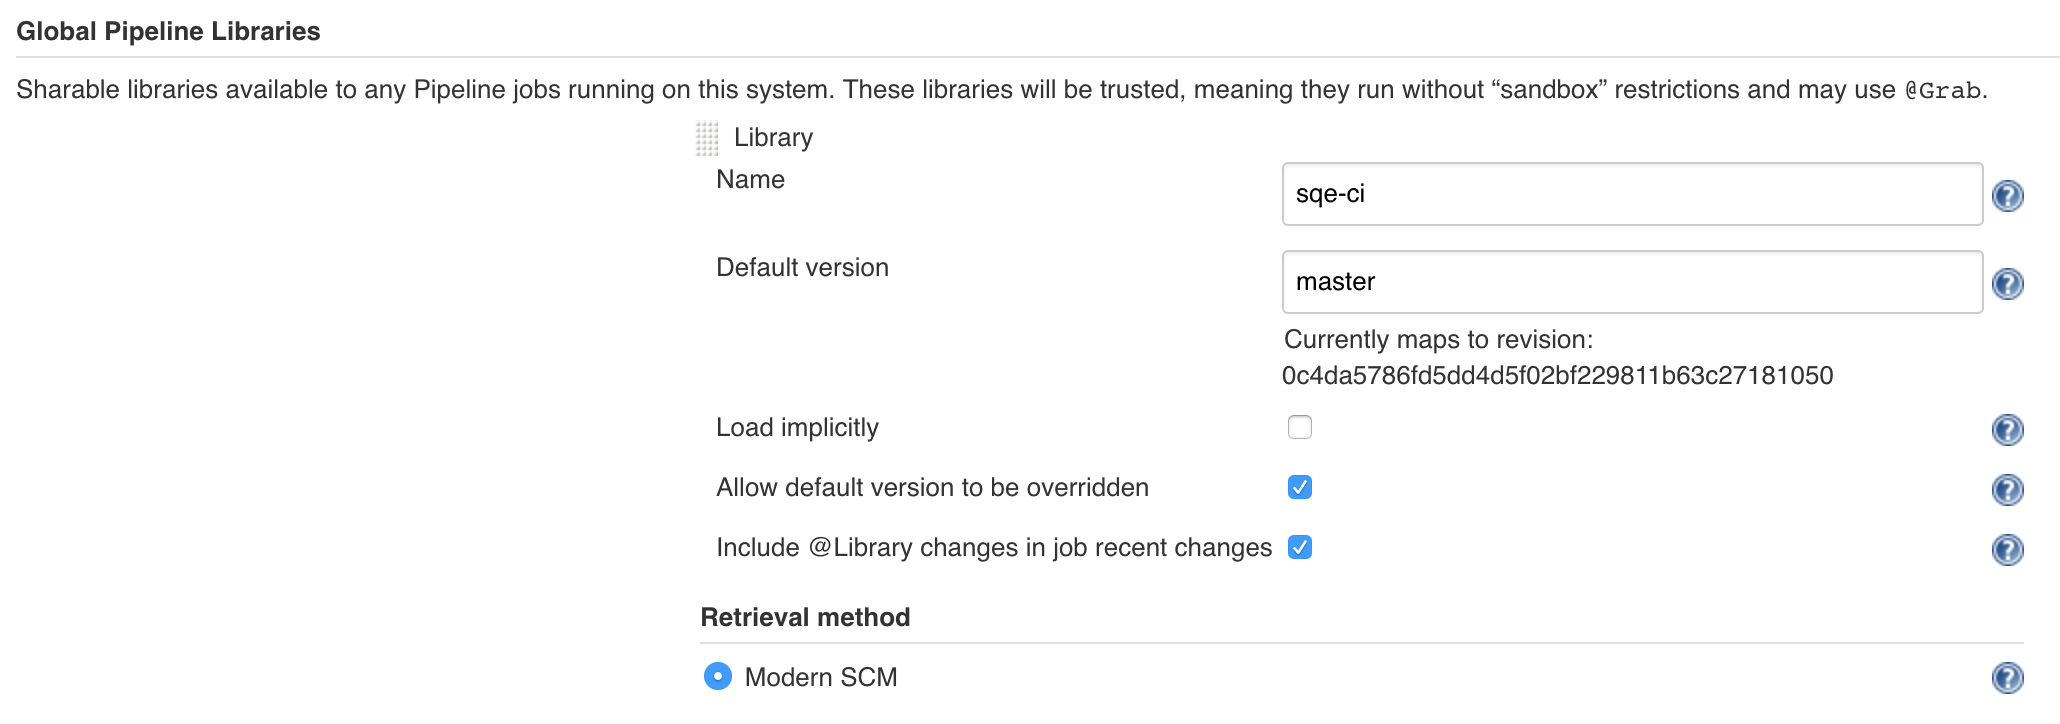 Global Pipeline Libraries
Sharable libraries available to any Pipeline jobs running on this system. These libraries will be trusted, meaning they run without “sandbox” restrictions and may use @Grab.
Library
Name
sqe-ci
Default version
master
Currently maps to revision:
0c4da5786fd5dd4d5f02bf229811b63c27181050
Load implicitly
Allow default version to be overridden
Include @Library changes in job recent changes
Retrieval method
Modern SCM